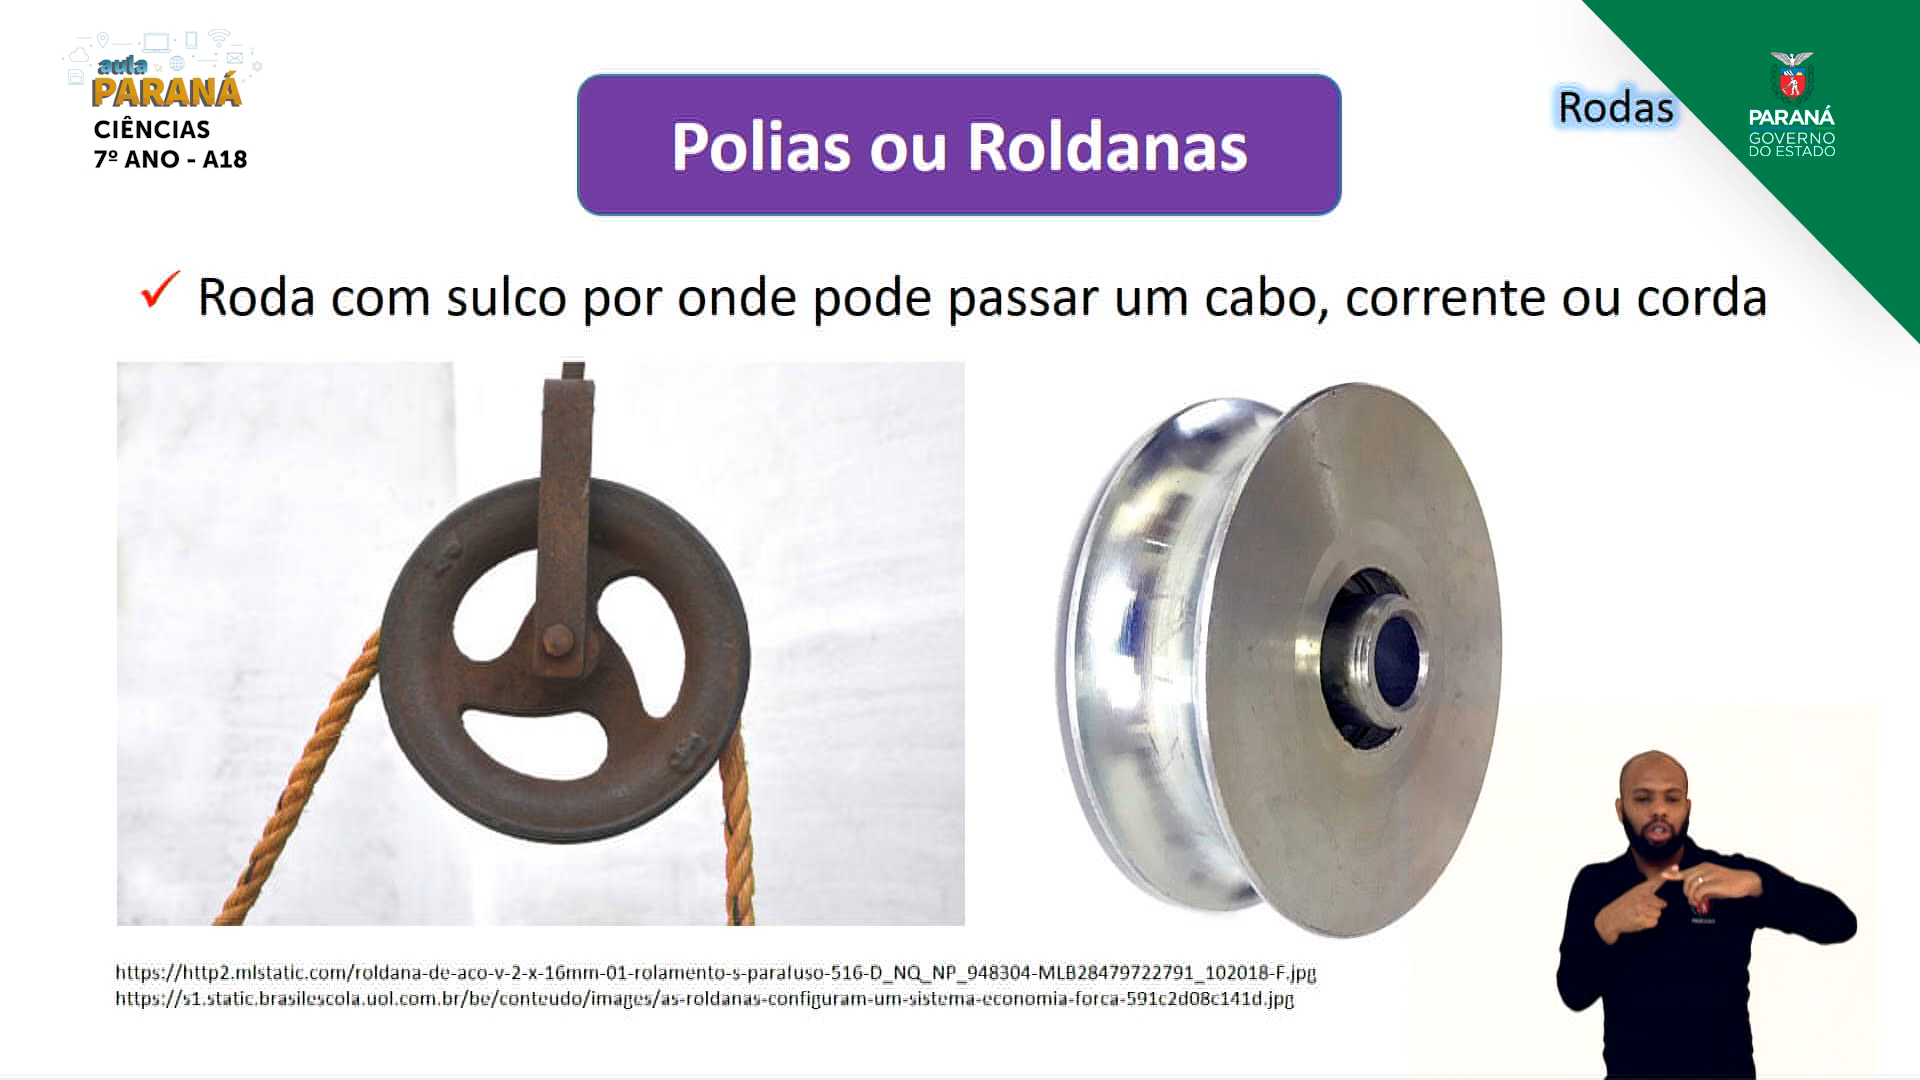 aula
PARANÁ
CIÊNCIAS
7º ANO - A18
Polias ou Roldanas
Rodas
PARANÁ
GOVERNO
DO ESTADO
Roda com sulco por onde pode passar um cabo, corrente ou corda
https://http2.mlstatic.com/roldana-de-aco-v-2-x-16mm-01-rolamento-s-parafuso-516-D_NQ_NP_948304-MLB28479722791_102018-F.jpg
https://s1.static.brasilescola.uol.com.br/be/conteudo/images/as-roldanas-configuram-um-sistema-economia-forca-591c2d08c141d.jpg